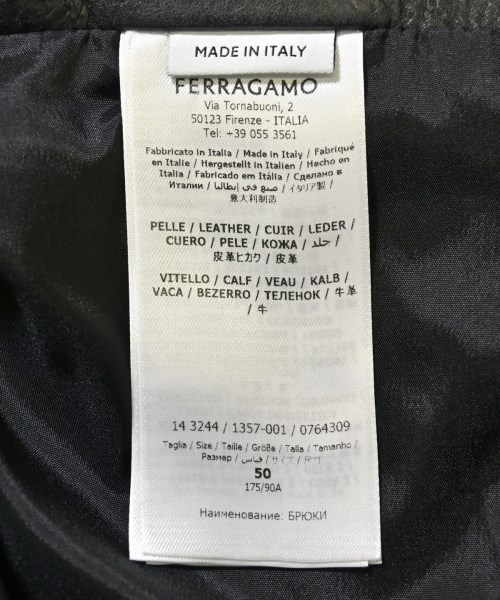 MADE IN ITALY
FERRAGAMO
Via Tornabuoni, 2
50123 Firenze - ITALIA
Tel: +39 055 3561
Fabbricato in Italia / Made in Italy / Fabriqué
en Italie / Hergestellt in Italien / Hecho en
Italia / Fabricado em Itália / Сделано в
Италии / صنع في إيطاليا / イタリア製 /
意大利制造
PELLE / LEATHER / CUIR / LEDER /
CUERO / PELE / КОЖА / جلد /
皮革ヒカク / 皮革
VITELLO / CALF / VEAU / KALB /
VACA / BEZERRO / ТЕЛЕНОК / 牛革
/ 牛
14 3244 / 1357-001 / 0764309
Taglia / Size / Taille / Größe / Talla / Tamanho /
Размер / قياس / サイズ / 尺寸
50
175/90A
Наименование: БРЮКИ